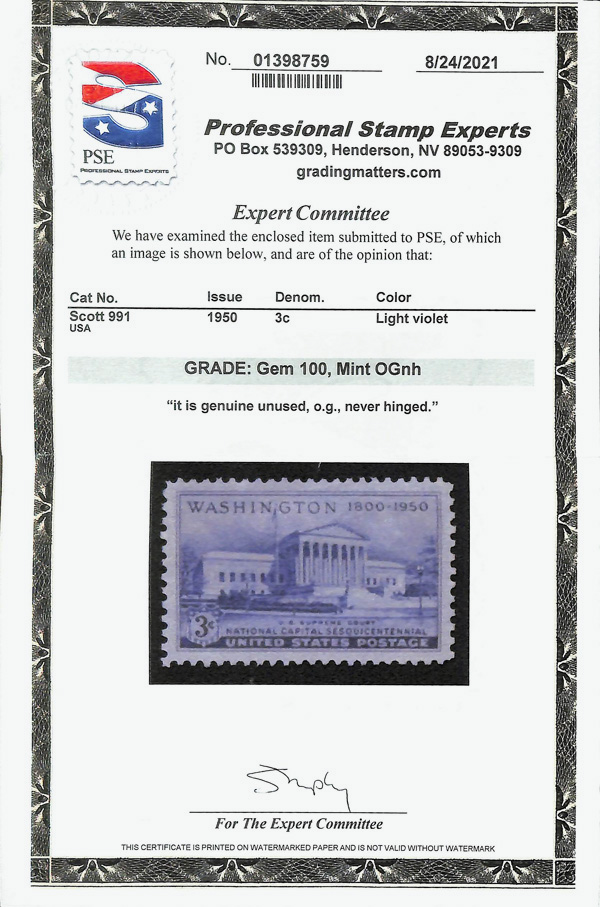 No. 01398759 8/24/2021
PSE
PROFESSIONAL STAMP EXPERTS
Professional Stamp Experts
PO Box 539309, Henderson, NV 89053-9309
gradingmatters.com
Expert Committee
We have examined the enclosed item submitted to PSE, of which
an image is shown below, and are of the opinion that:
Cat No. Issue Denom. Color
Scott 991 1950 3c Light violet
USA
GRADE: Gem 100, Mint OGnh
“it is genuine unused, o.g., never hinged.”
WASHINGTON 1800-1950
U.S. SUPREME COURT
3¢ NATIONAL CAPITAL SESQUICENTENNIAL
UNITED STATES POSTAGE
For The Expert Committee
THIS CERTIFICATE IS PRINTED ON WATERMARKED PAPER AND IS NOT VALID WITHOUT WATERMARK